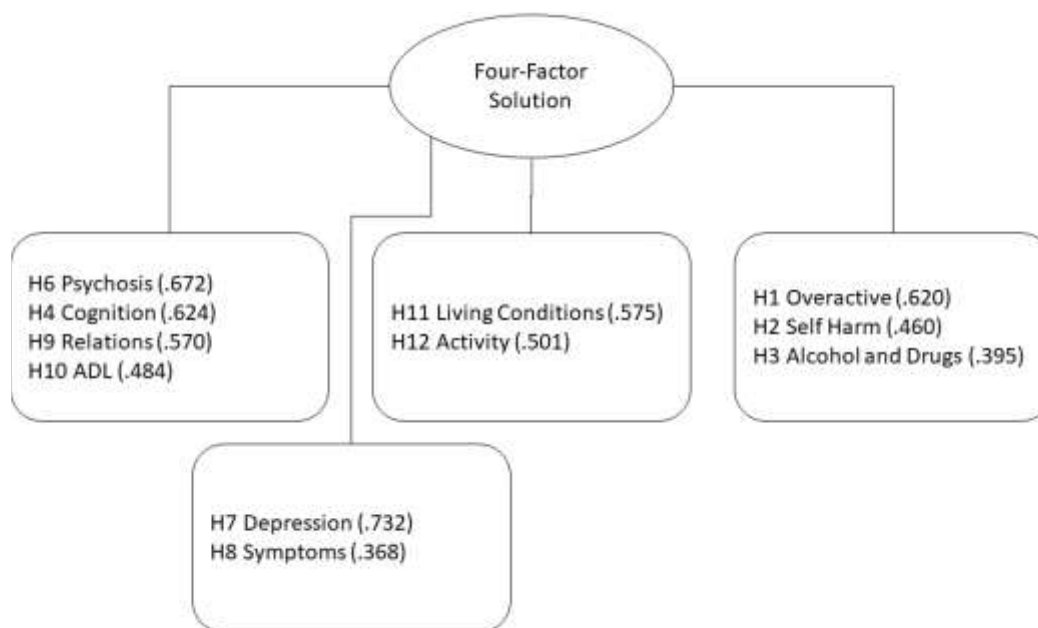 Four-Factor
Solution
H6 Psychosis (.672)
H4 Cognition (.624)
H9 Relations (.570)
H10 ADL (.484)
H11 Living Conditions (.575)
H12 Activity (.501)
H1 Overactive (.620)
H2 Self Harm (.460)
H3 Alcohol and Drugs (.395)
H7 Depression (.732)
H8 Symptoms (.368)